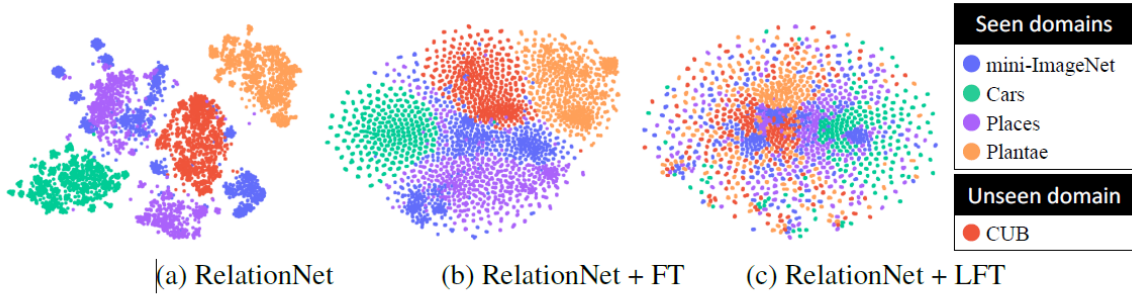 Seen domains
mini-ImageNet
Cars
Places
Plantae
Unseen domain
CUB
(a) RelationNet
(b) RelationNet + FT
(c) RelationNet + LFT